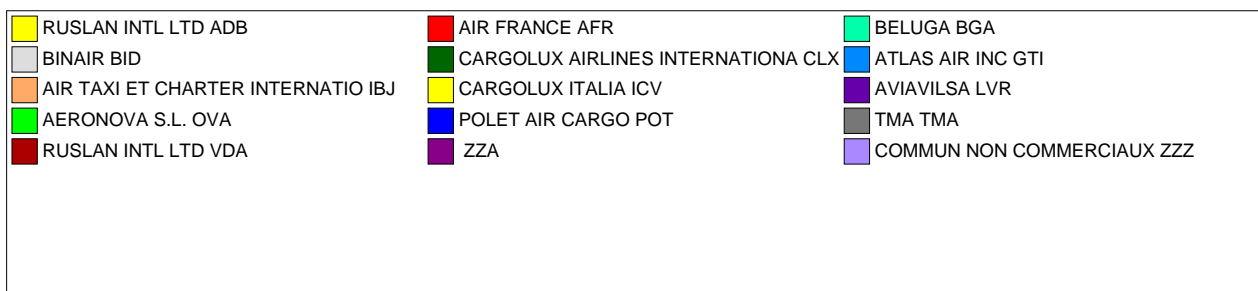 RUSLAN INTL LTD ADB
AIR FRANCE AFR
BELUGA BGA
BINAIR BID
CARGOLUX AIRLINES INTERNATIONA CLX
ATLAS AIR INC GTI
AIR TAXI ET CHARTER INTERNATIO IBJ
CARGOLUX ITALIA ICV
AVIAVILSA LVR
AERONOVA S.L. OVA
POLET AIR CARGO POT
TMA TMA
RUSLAN INTL LTD VDA
ZZA
COMMUN NON COMMERCIAUX ZZZ